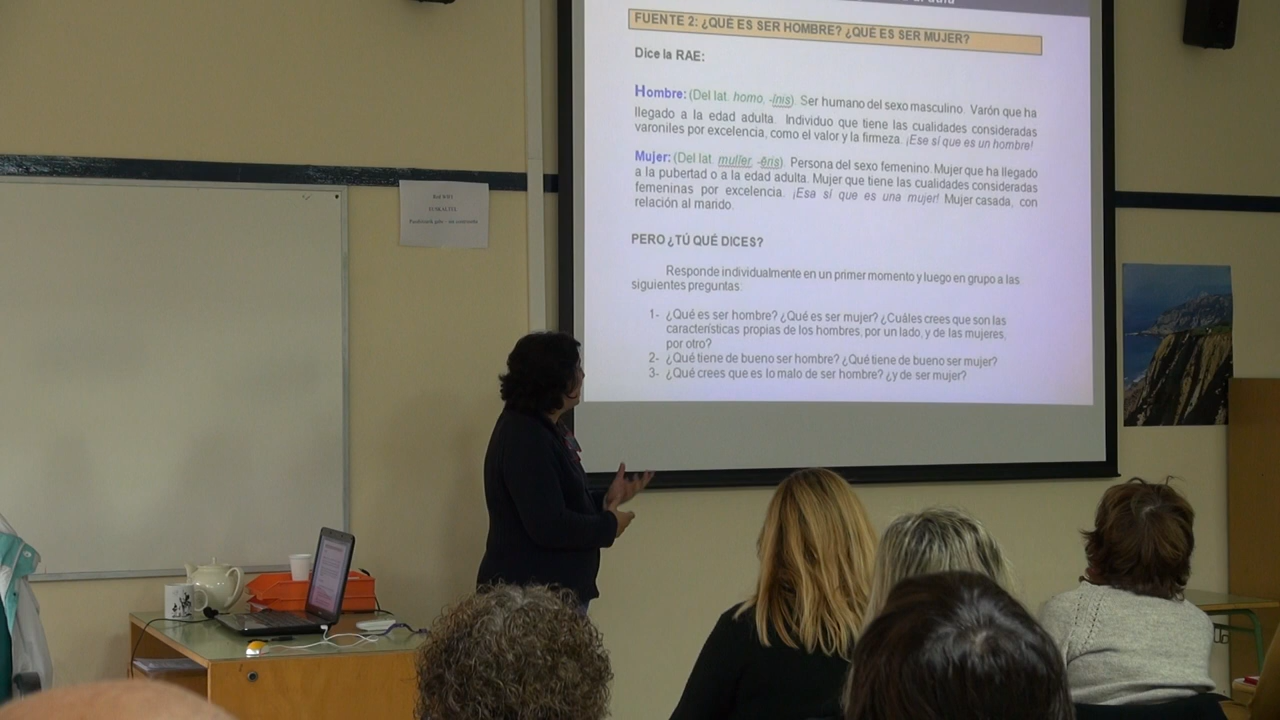 FUENTE 2: ¿QUÉ ES SER HOMBRE? ¿QUÉ ES SER MUJER?
Dice la RAE:
Hombre: (Del lat. homo, -ĭnis). Ser humano del sexo masculino. Varón que ha
llegado a la edad adulta. Individuo que tiene las cualidades consideradas
varoniles por excelencia, como el valor y la firmeza. ¡Ese sí que es un hombre!
Mujer: (Del lat. mulĭer, -ēris). Persona del sexo femenino. Mujer que ha llegado
a la pubertad o a la edad adulta. Mujer que tiene las cualidades consideradas
femeninas por excelencia. ¡Esa sí que es una mujer! Mujer casada, con
relación al marido.
PERO ¿TÚ QUÉ DICES?
Responde individualmente en un primer momento y luego en grupo a las
siguientes preguntas:
1- ¿Qué es ser hombre? ¿Qué es ser mujer? ¿Cuáles crees que son las
características propias de los hombres, por un lado, y de las mujeres,
por otro?
2- ¿Qué tiene de bueno ser hombre? ¿Qué tiene de bueno ser mujer?
3- ¿Qué crees que es lo malo de ser hombre? ¿y de ser mujer?
EUSKALTEL